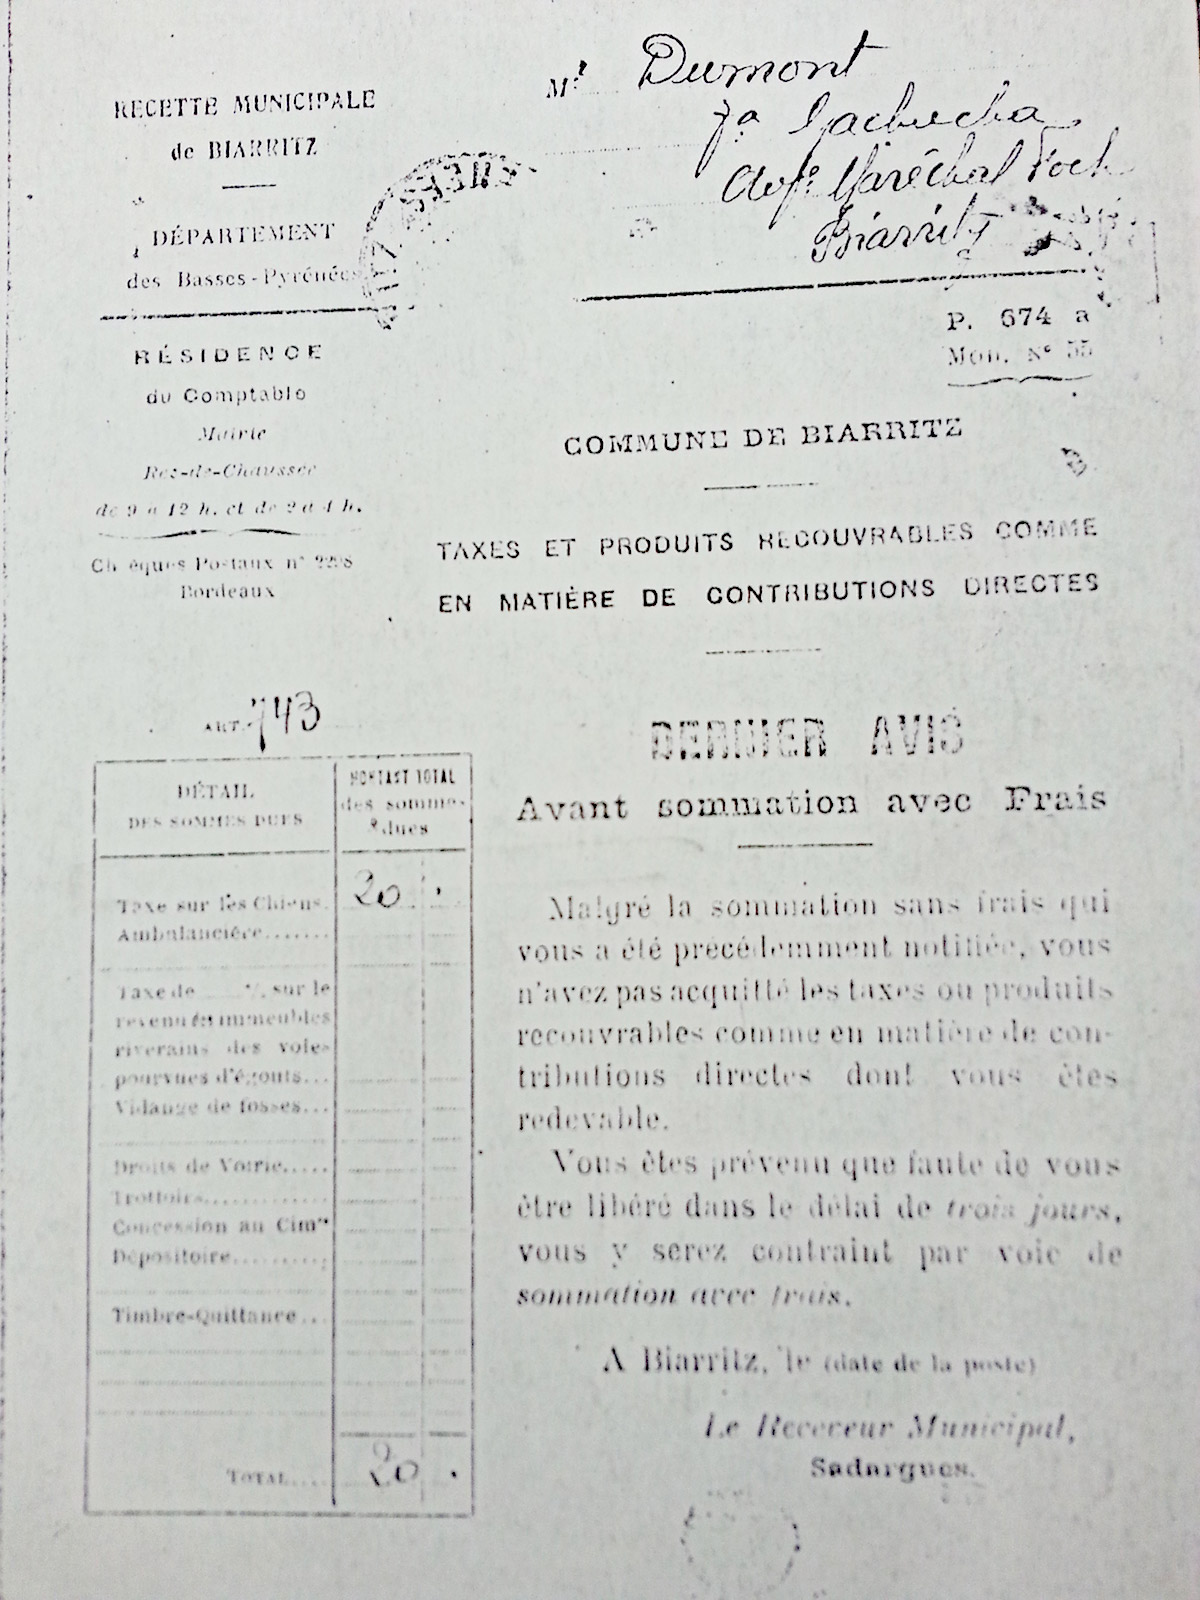 RECETTE MUNICIPALE
de BIARRITZ
DÉPARTEMENT
des Basses-Pyrénées
RÉSIDENCE
du Comptable
Mairie
Rez-de-Chaussée
de 9 à 12 h. et de 2 à 4 h.
Chèques Postaux n°
Bordeaux
Mr Dumont
Va Gachucha
Maréchal Foch
Biarritz
P. 674 a
Mod. N° 55
COMMUNE DE BIARRITZ
TAXES ET PRODUITS RECOUVRABLES COMME
EN MATIÈRE DE CONTRIBUTIONS DIRECTES
DERNIER AVIS
Avant sommation avec Frais
Malgré la sommation sans frais qui
vous a été précédemment notifiée, vous
n'avez pas acquitté les taxes ou produits
recouvrables comme en matière de con-
tributions directes dont vous êtes
redevable.
Vous êtes prévenu que faute de vous
être libéré dans le délai de trois jours,
vous y serez contraint par voie de
sommation avec frais.
A Biarritz, le (date de la poste)
Le Receveur Municipal,
Sadargues.
ART. 743
DÉTAIL
DES SOMMES DUES
MONTANT TOTAL
des sommes
dues
Taxe sur les Chiens. 20 .
Ambulancière.......
Taxe de % sur le
revenu des immeubles
riverains des voies
pourvues d'égouts...
Vidange de fosses...
Droits de Voirie.....
Trottoirs............
Concession au Cimre
Dépositoire..........
Timbre-Quittance...
TOTAL.... 20 .